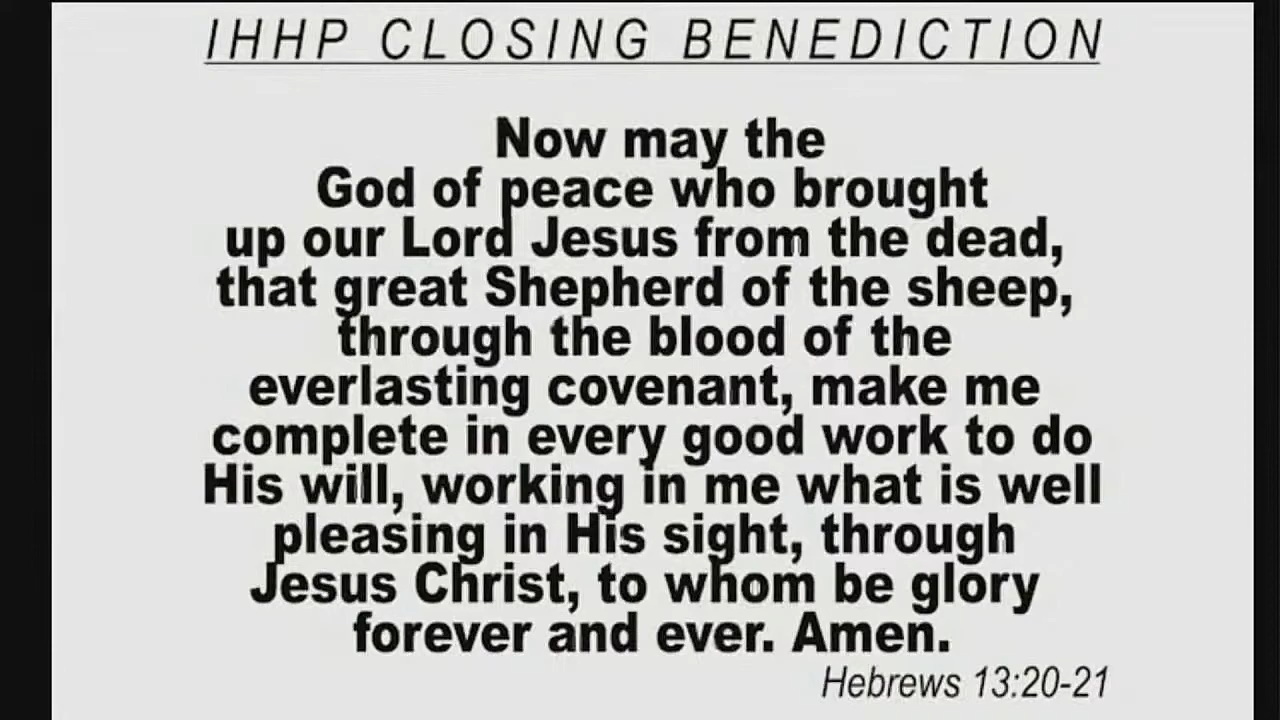 IHHP CLOSING BENEDICTION
Now may the
God of peace who brought
up our Lord Jesus from the dead,
that great Shepherd of the sheep,
through the blood of the
everlasting covenant, make me
complete in every good work to do
His will, working in me what is well
pleasing in His sight, through
Jesus Christ, to whom be glory
forever and ever. Amen.
Hebrews 13:20-21